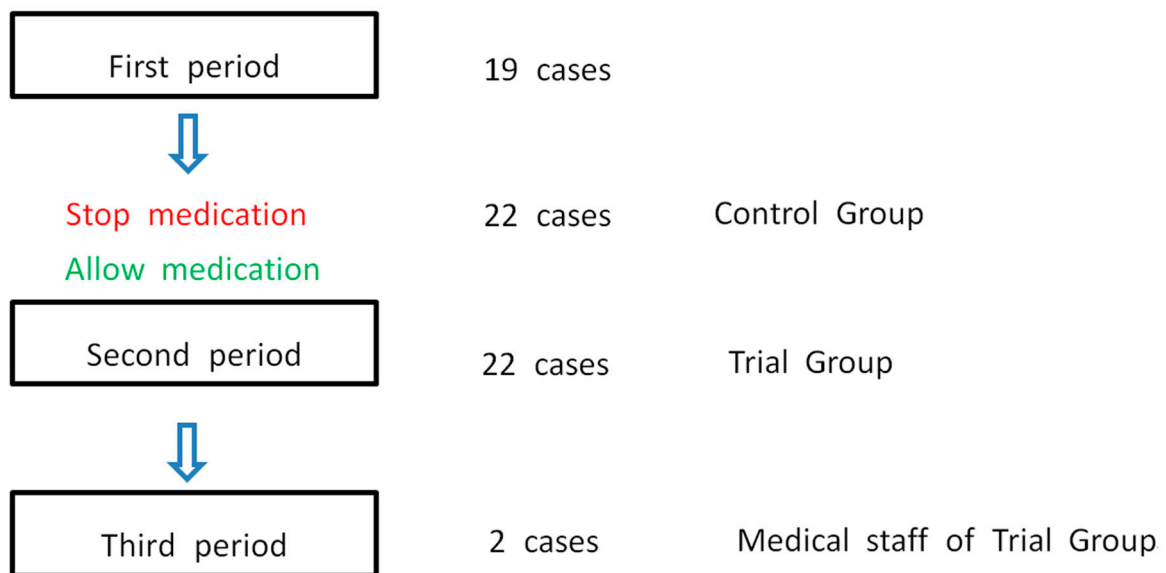 First period 19 cases
Stop medication 22 cases Control Group
Allow medication
Second period 22 cases Trial Group
Third period 2 cases Medical staff of Trial Group